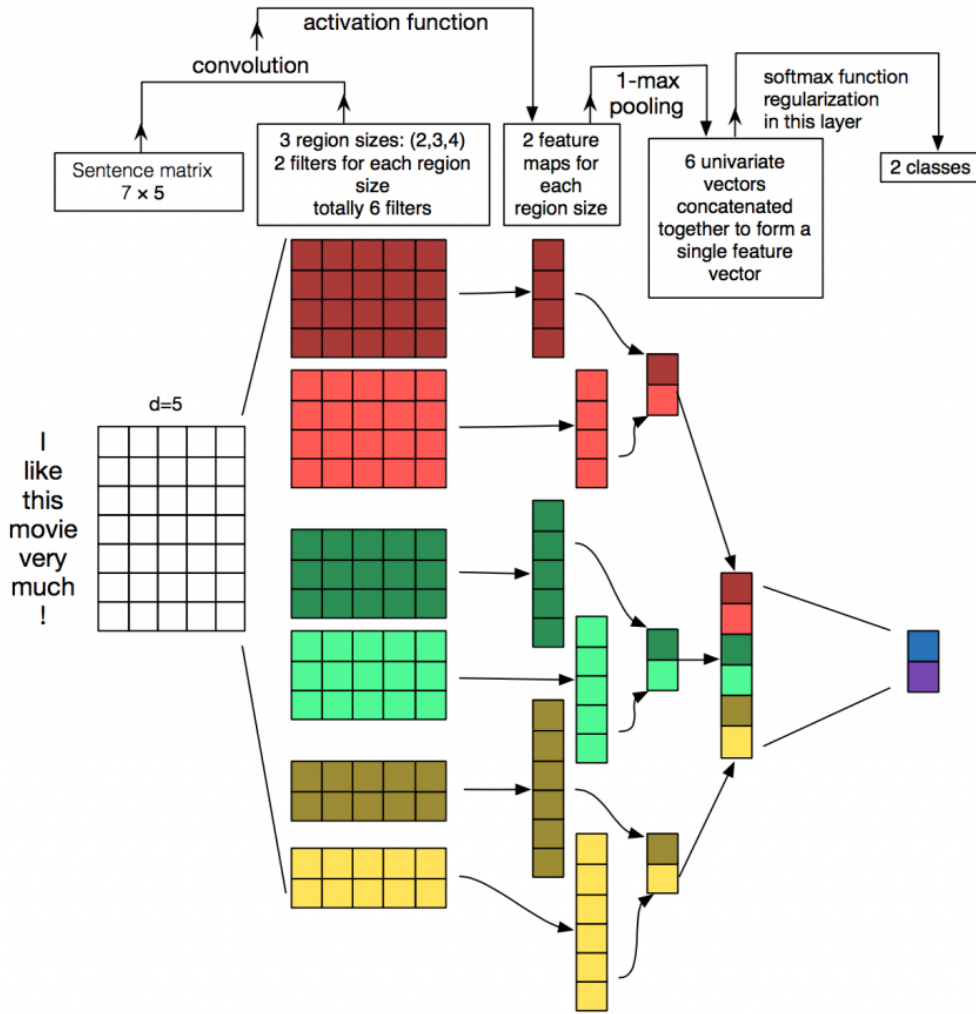 activation function
convolution
1-max
pooling
softmax function
regularization
in this layer
Sentence matrix
7 × 5
3 region sizes: (2,3,4)
2 filters for each region
size
totally 6 filters
2 feature
maps for
each
region size
6 univariate
vectors
concatenated
together to form a
single feature
vector
2 classes
d=5
I
like
this
movie
very
much
!